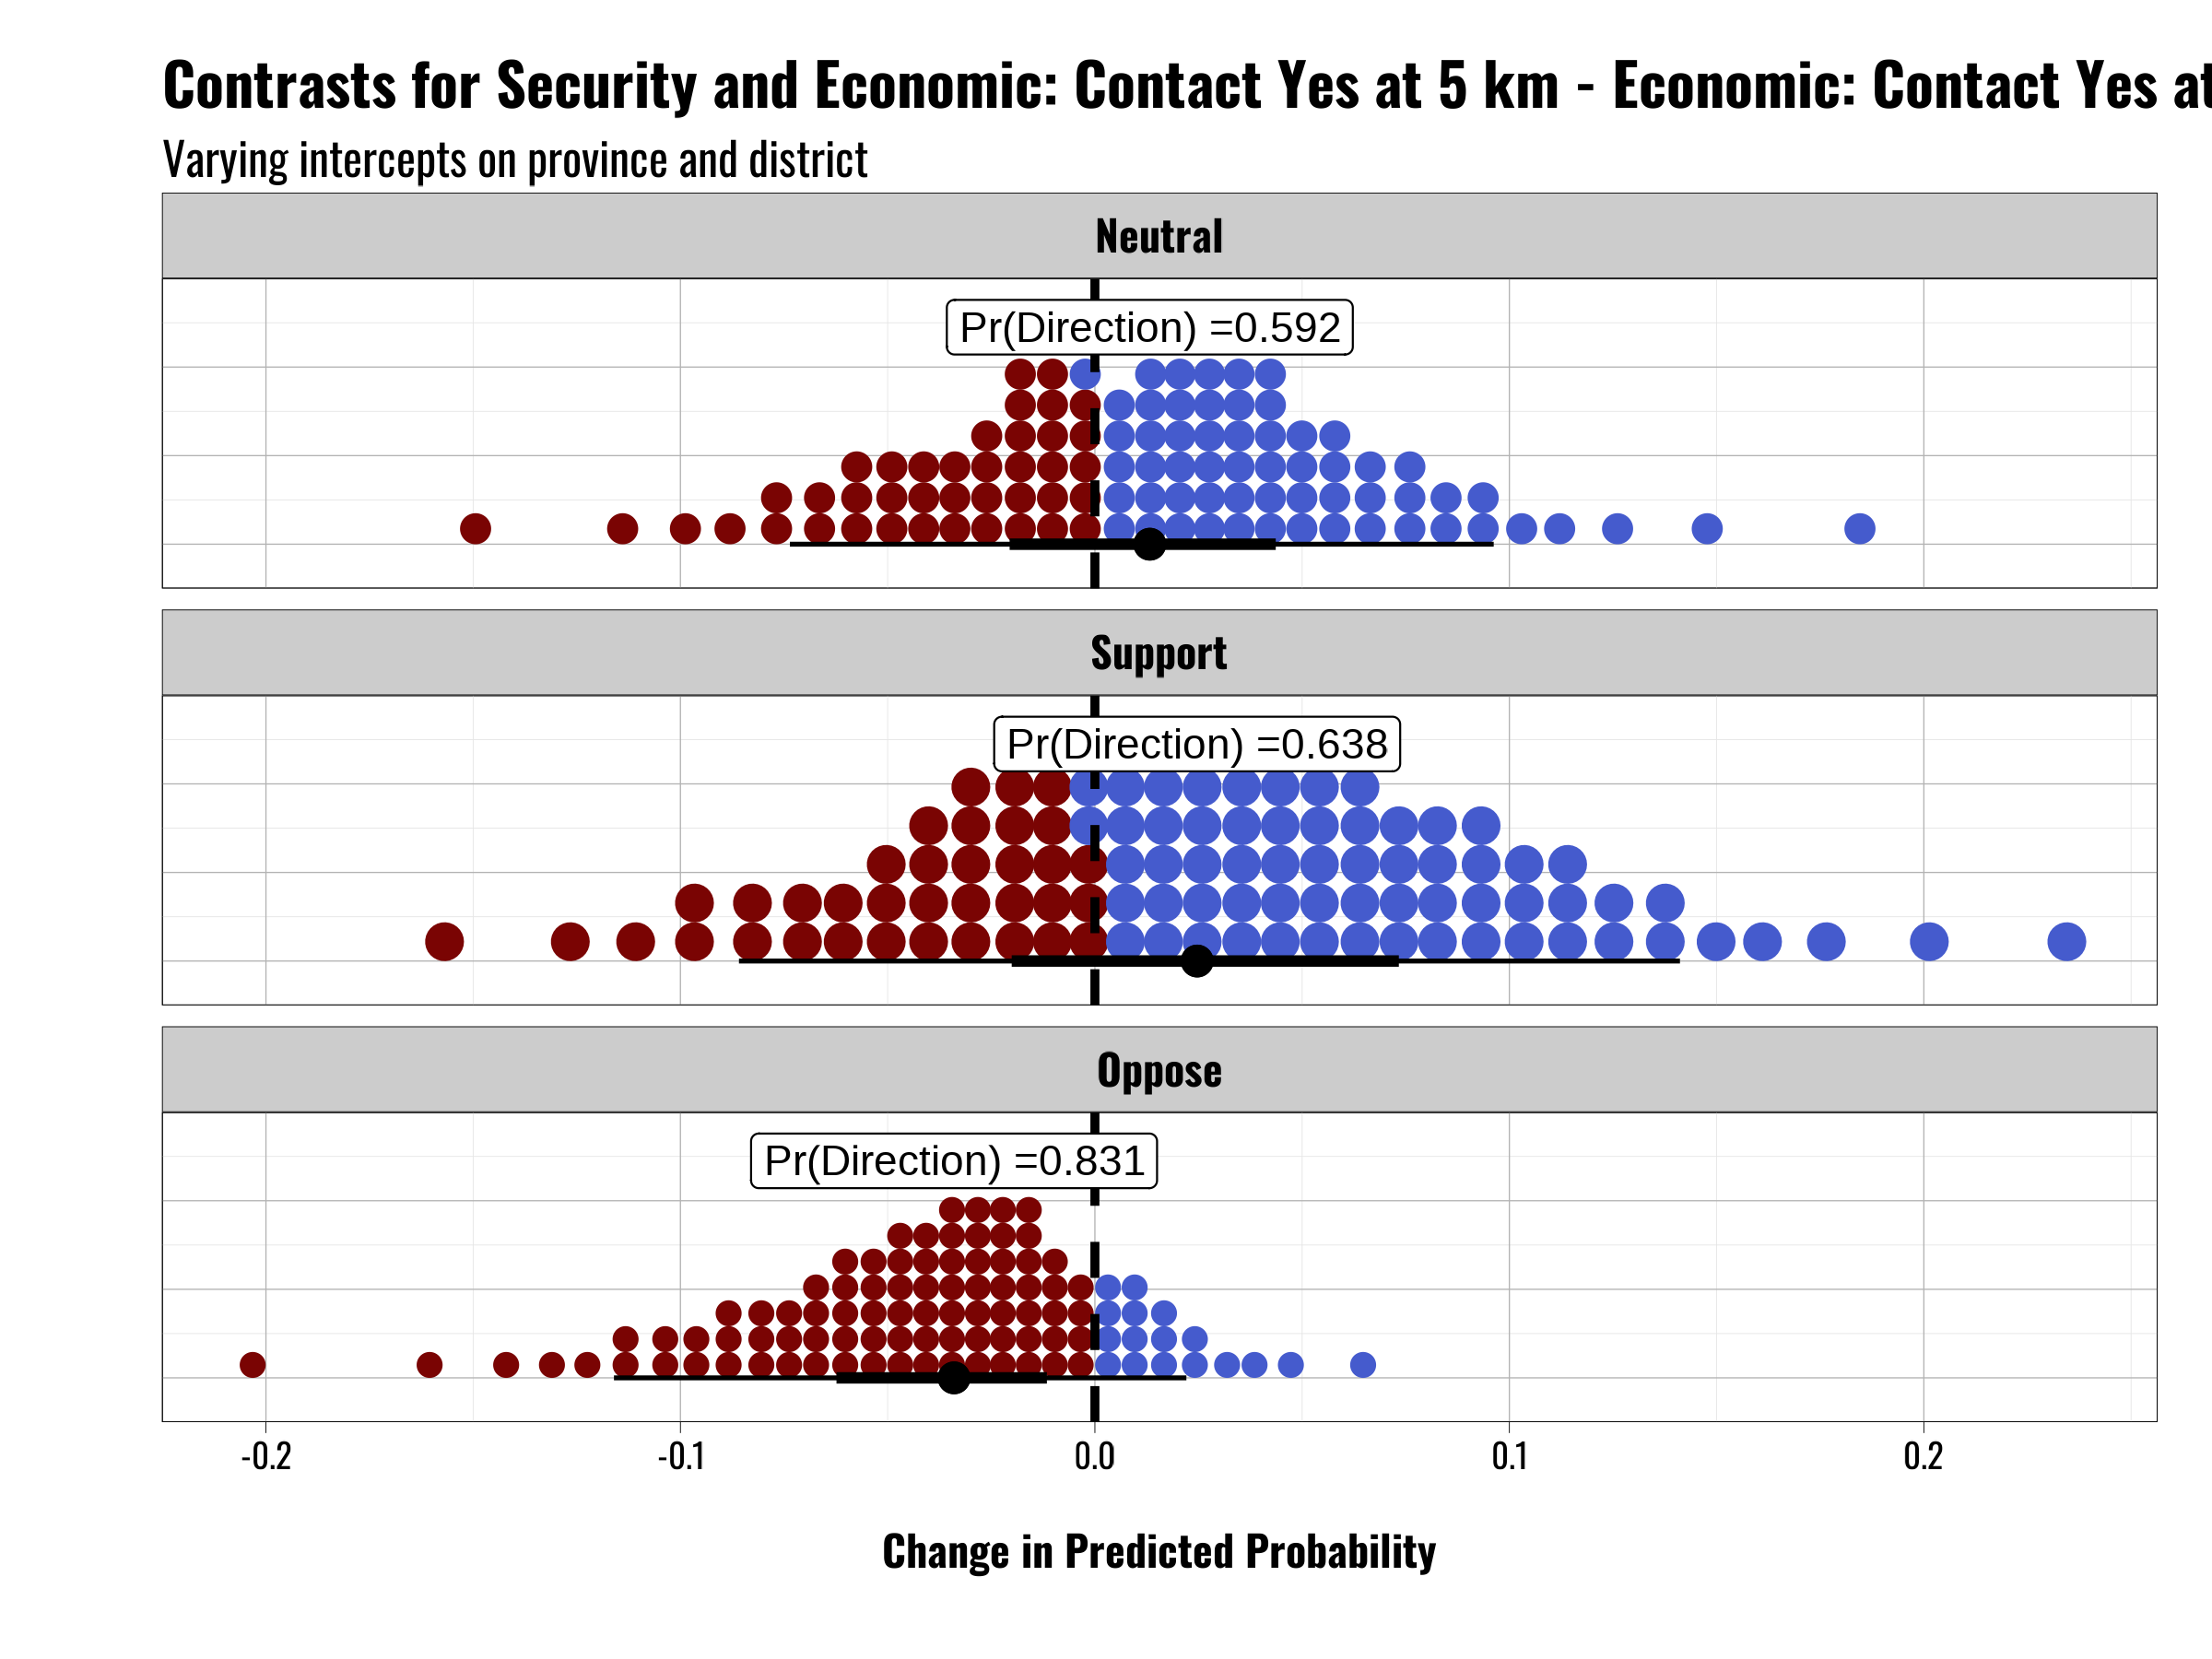 Contrasts for Security and Economic: Contact Yes at 5 km - Economic: Contact Yes at
Varying intercepts on province and district
Neutral
Pr(Direction) =0.592
Support
Pr(Direction) =0.638
Oppose
Pr(Direction) =0.831
-0.2 -0.1 0.0 0.1 0.2
Change in Predicted Probability